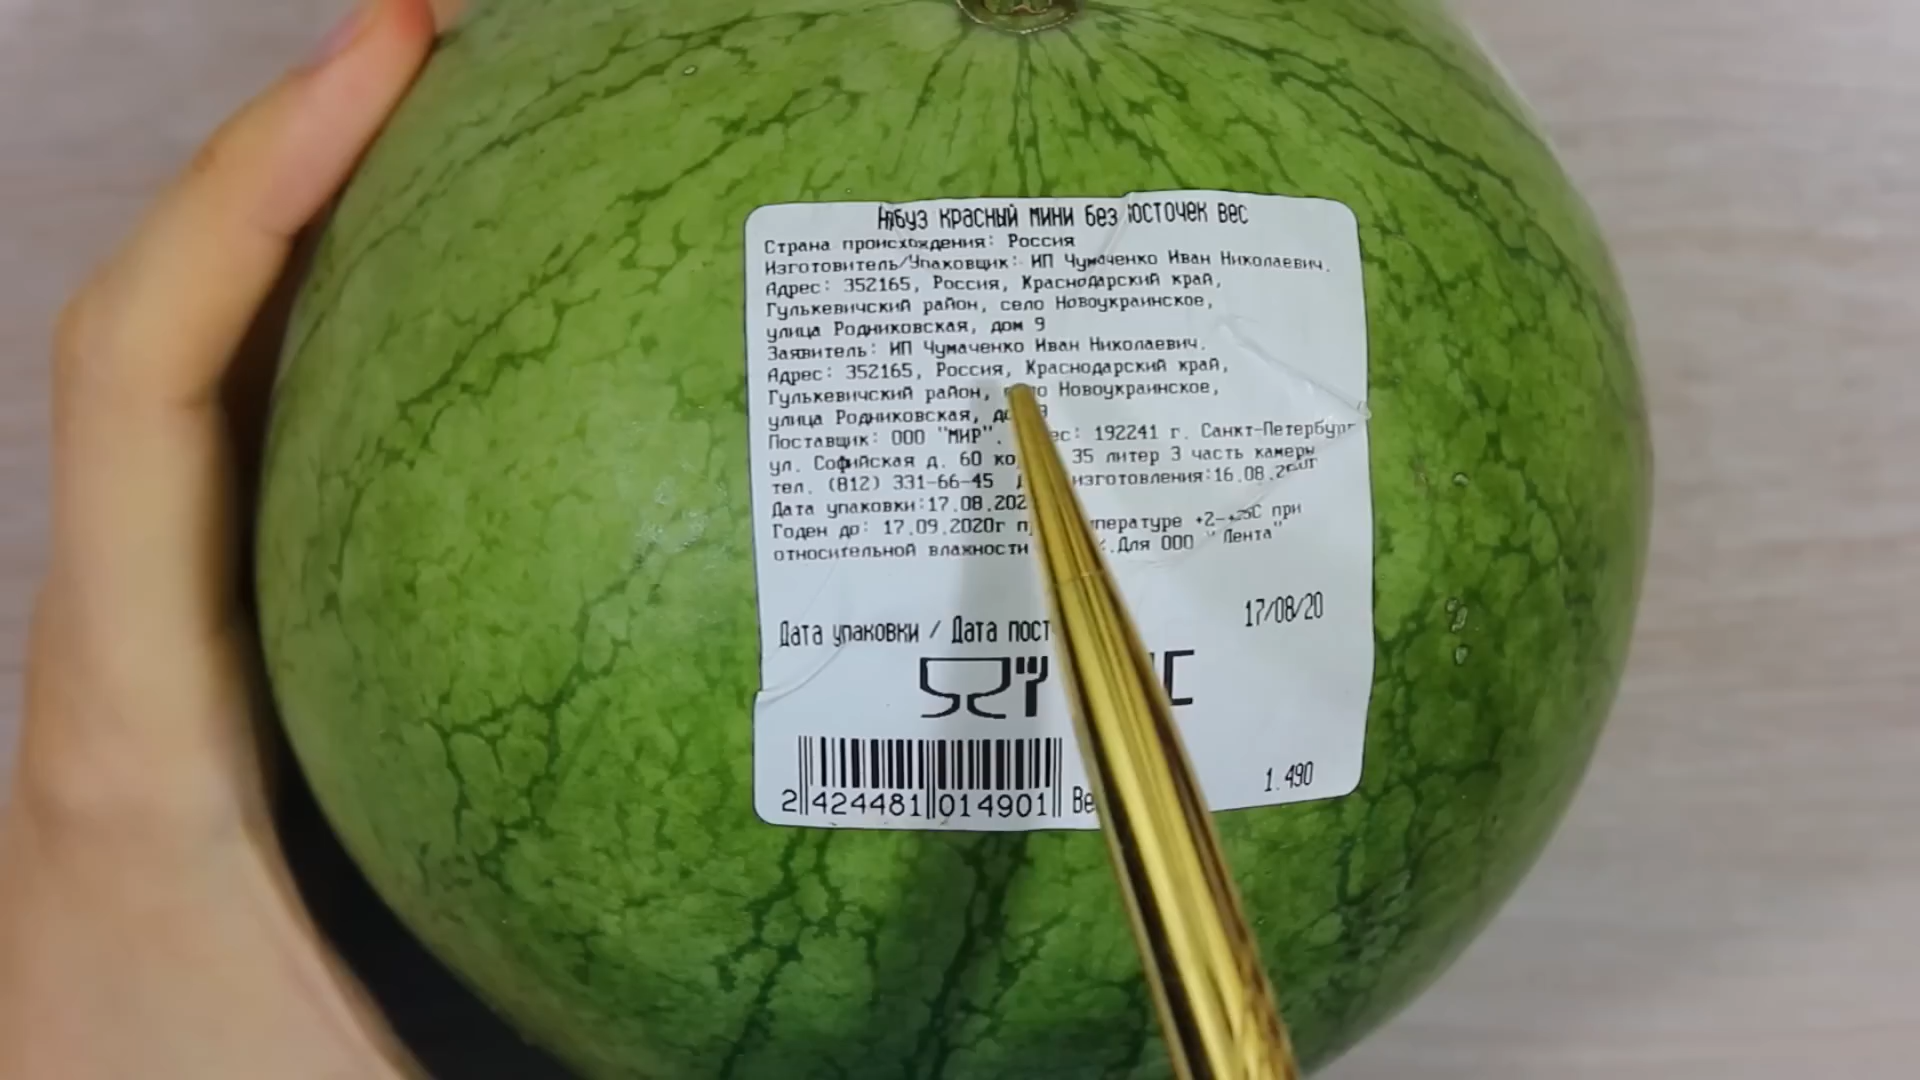 Арбуз красный мини без косточек вес
Страна происхождения: Россия
Изготовитель/Упаковщик: ИП Чумаченко Иван Николаевич.
Адрес: 352165, Россия, Краснодарский край,
Гулькевичский район, село Новоукраинское,
улица Родниковская, дом 9
Заявитель: ИП Чумаченко Иван Николаевич.
Адрес: 352165, Россия, Краснодарский край,
Гулькевичский район, Новоукраинское,
улица Родниковская,
Поставщик: ООО "МИР". 192241 г. Санкт-Петербург
ул. Софийская д. 60 35 литер 3 часть камеры
тел. (812) 331-66-45 изготовления:16.08.
Дата упаковки:17.08.202
Годен до: 17.09.2020г +2-+25С при
относительной влажности .Для ООО "Лента"
17/08/20
Дата упаковки / Дата
2 424481 014901
1.490